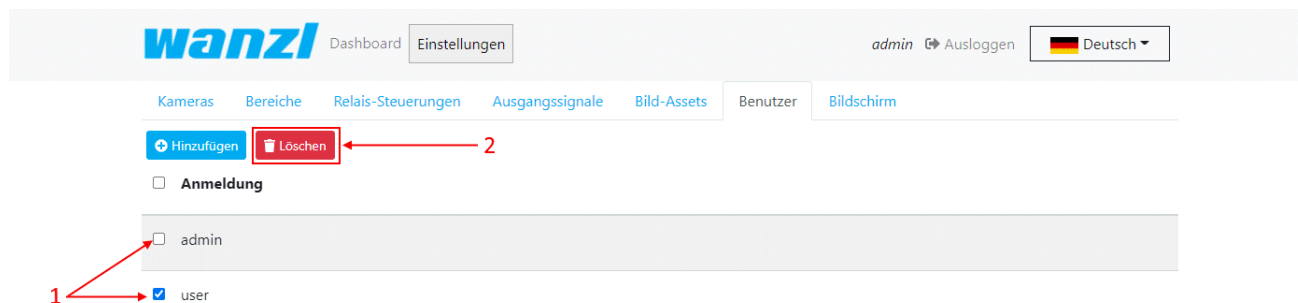 wanzl Dashboard Einstellungen admin Ausloggen Deutsch
Kameras Bereiche Relais-Steuerungen Ausgangssignale Bild-Assets Benutzer Bildschirm
Hinzufügen Löschen 2
Anmeldung
admin
1 user